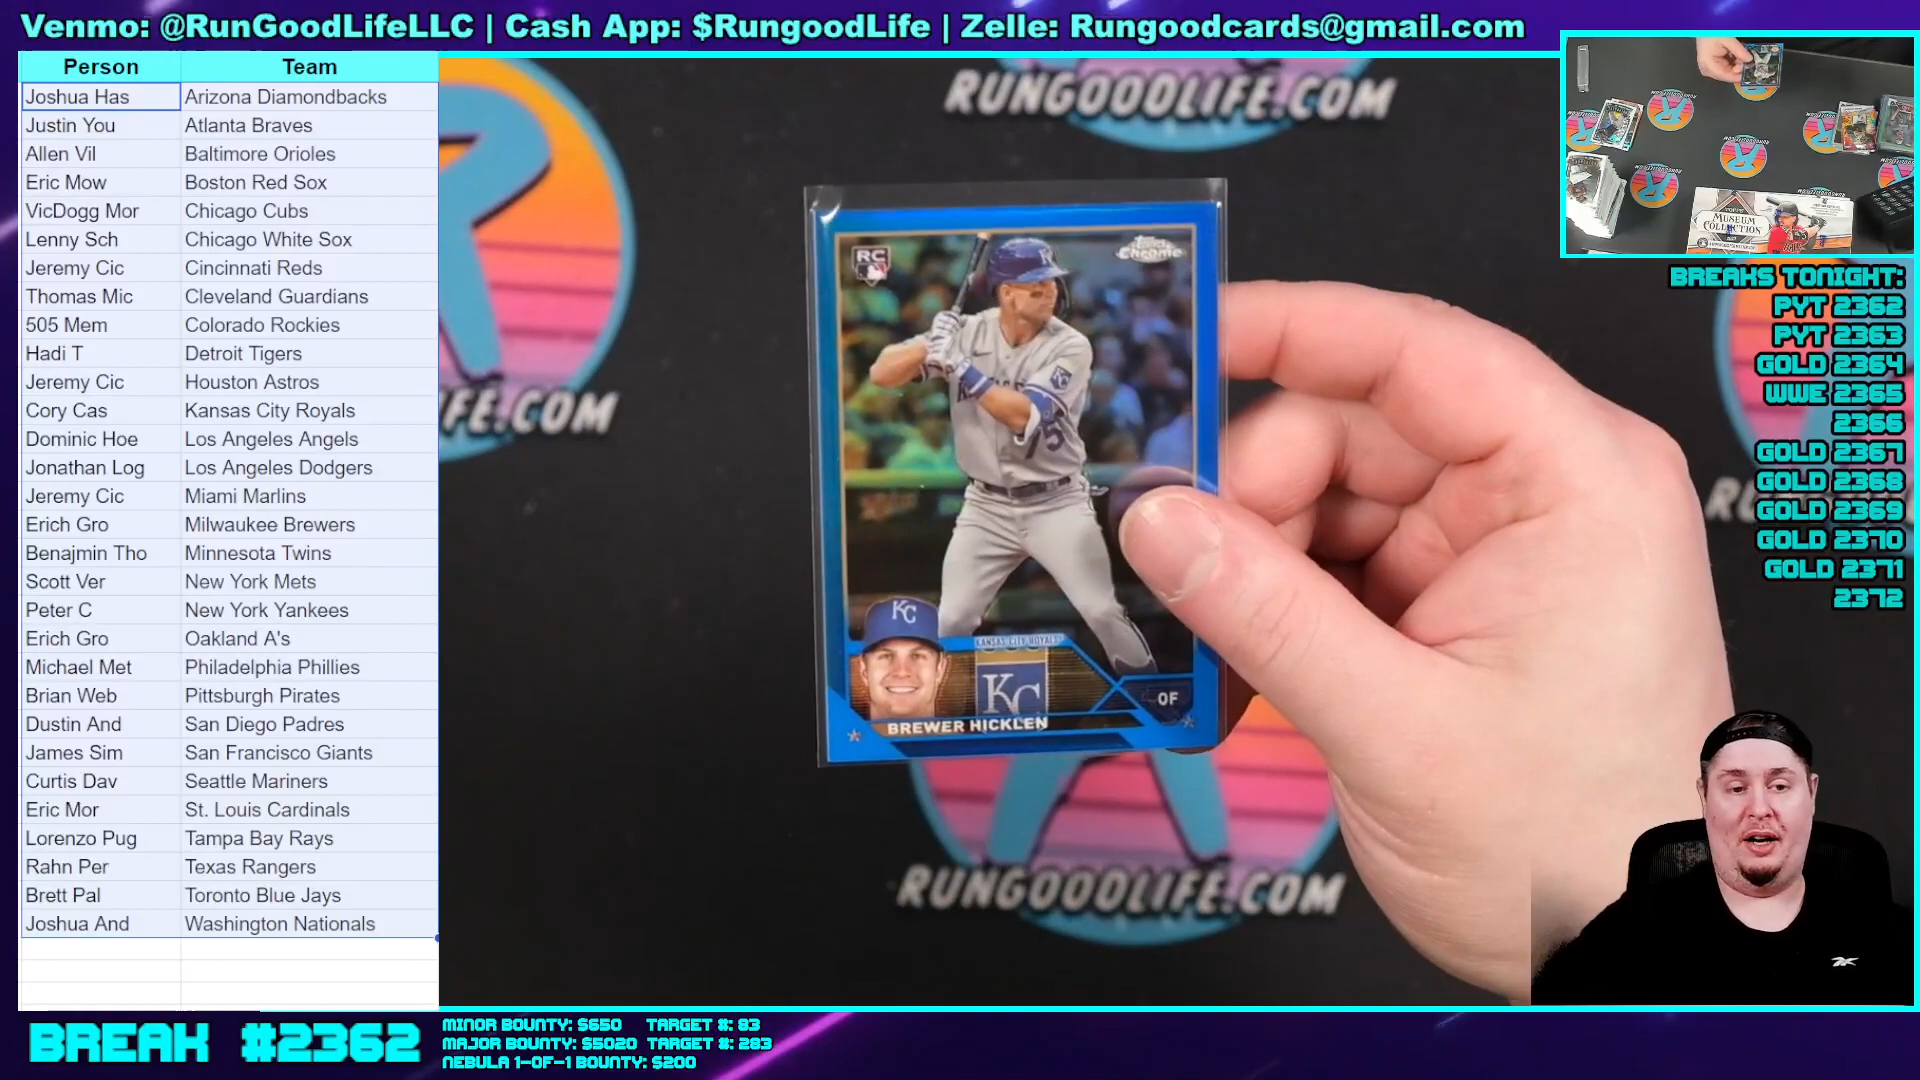 Venmo: @RunGoodLifeLLC | Cash App: $RungoodLife | Zelle: Rungoodcards@gmail.com
Person Team
Joshua Has Arizona Diamondbacks
Justin You Atlanta Braves
Allen Vil Baltimore Orioles
Eric Mow Boston Red Sox
VicDogg Mor Chicago Cubs
Lenny Sch Chicago White Sox
Jeremy Cic Cincinnati Reds
Thomas Mic Cleveland Guardians
505 Mem Colorado Rockies
Hadi T Detroit Tigers
Jeremy Cic Houston Astros
Cory Cas Kansas City Royals
Dominic Hoe Los Angeles Angels
Jonathan Log Los Angeles Dodgers
Jeremy Cic Miami Marlins
Erich Gro Milwaukee Brewers
Benajmin Tho Minnesota Twins
Scott Ver New York Mets
Peter C New York Yankees
Erich Gro Oakland A's
Michael Met Philadelphia Phillies
Brian Web Pittsburgh Pirates
Dustin And San Diego Padres
James Sim San Francisco Giants
Curtis Dav Seattle Mariners
Eric Mor St. Louis Cardinals
Lorenzo Pug Tampa Bay Rays
Rahn Per Texas Rangers
Brett Pal Toronto Blue Jays
Joshua And Washington Nationals
RUNGOODLIFE.COM
FE.COM
RC
Topps
Chrome
K
75
KC
KANSAS CITY ROYALS
KC
OF
BREWER HICKLEN
RUNGOODLIFE.COM
MUSEUM
COLLECTION
BREAKS TONIGHT:
PYT 2362
PYT 2363
GOLD 2364
WWE 2365
2366
GOLD 2367
GOLD 2368
GOLD 2369
GOLD 2370
GOLD 2371
2372
BREAK #2362
MINOR BOUNTY: $650 TARGET #: 83
MAJOR BOUNTY: $5020 TARGET #: 283
NEBULA 1-OF-1 BOUNTY: $200